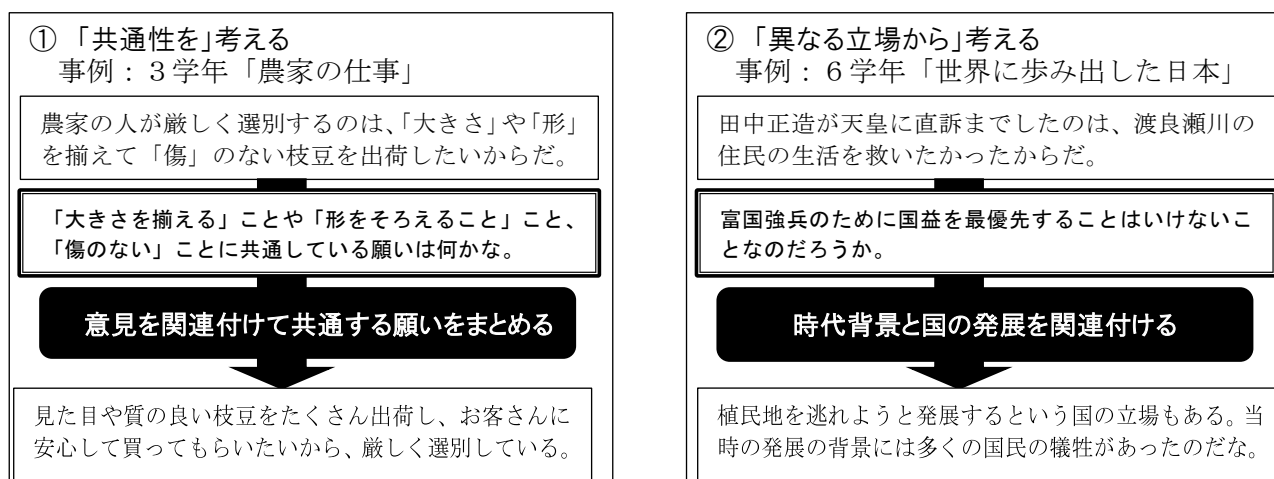 ① 「共通性を」考える
事例：３学年「農家の仕事」
農家の人が厳しく選別するのは、「大きさ」や「形」
を揃えて「傷」のない枝豆を出荷したいからだ。
「大きさを揃える」ことや「形をそろえること」こと、
「傷のない」ことに共通している願いは何かな。
意見を関連付けて共通する願いをまとめる
見た目や質の良い枝豆をたくさん出荷し、お客さんに
安心して買ってもらいたいから、厳しく選別している。
② 「異なる立場から」考える
事例：６学年「世界に歩み出した日本」
田中正造が天皇に直訴までしたのは、渡良瀬川の
住民の生活を救いたかったからだ。
富国強兵のために国益を最優先することはいけないこ
となのだろうか。
時代背景と国の発展を関連付ける
植民地を逃れようと発展するという国の立場もある。当
時の発展の背景には多くの国民の犠牲があったのだな。